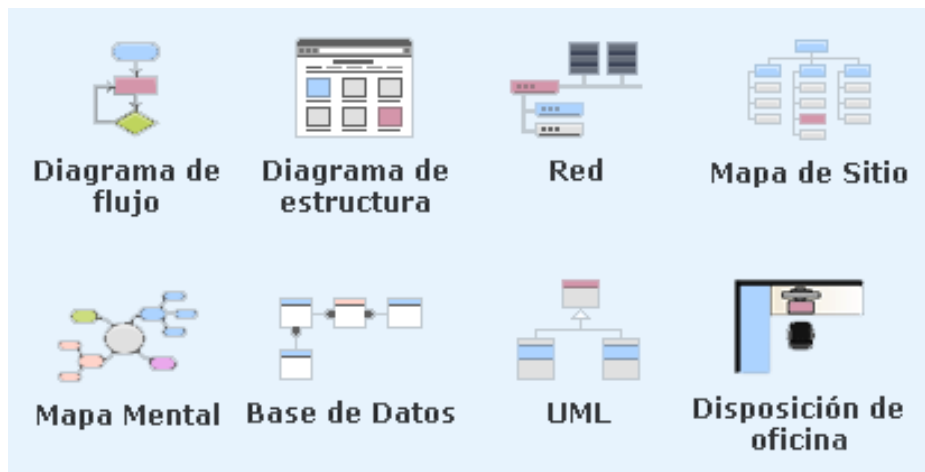 Diagrama de
flujo
Diagrama de
estructura
Red
Mapa de Sitio
Mapa Mental
Base de Datos
UML
Disposición de
oficina